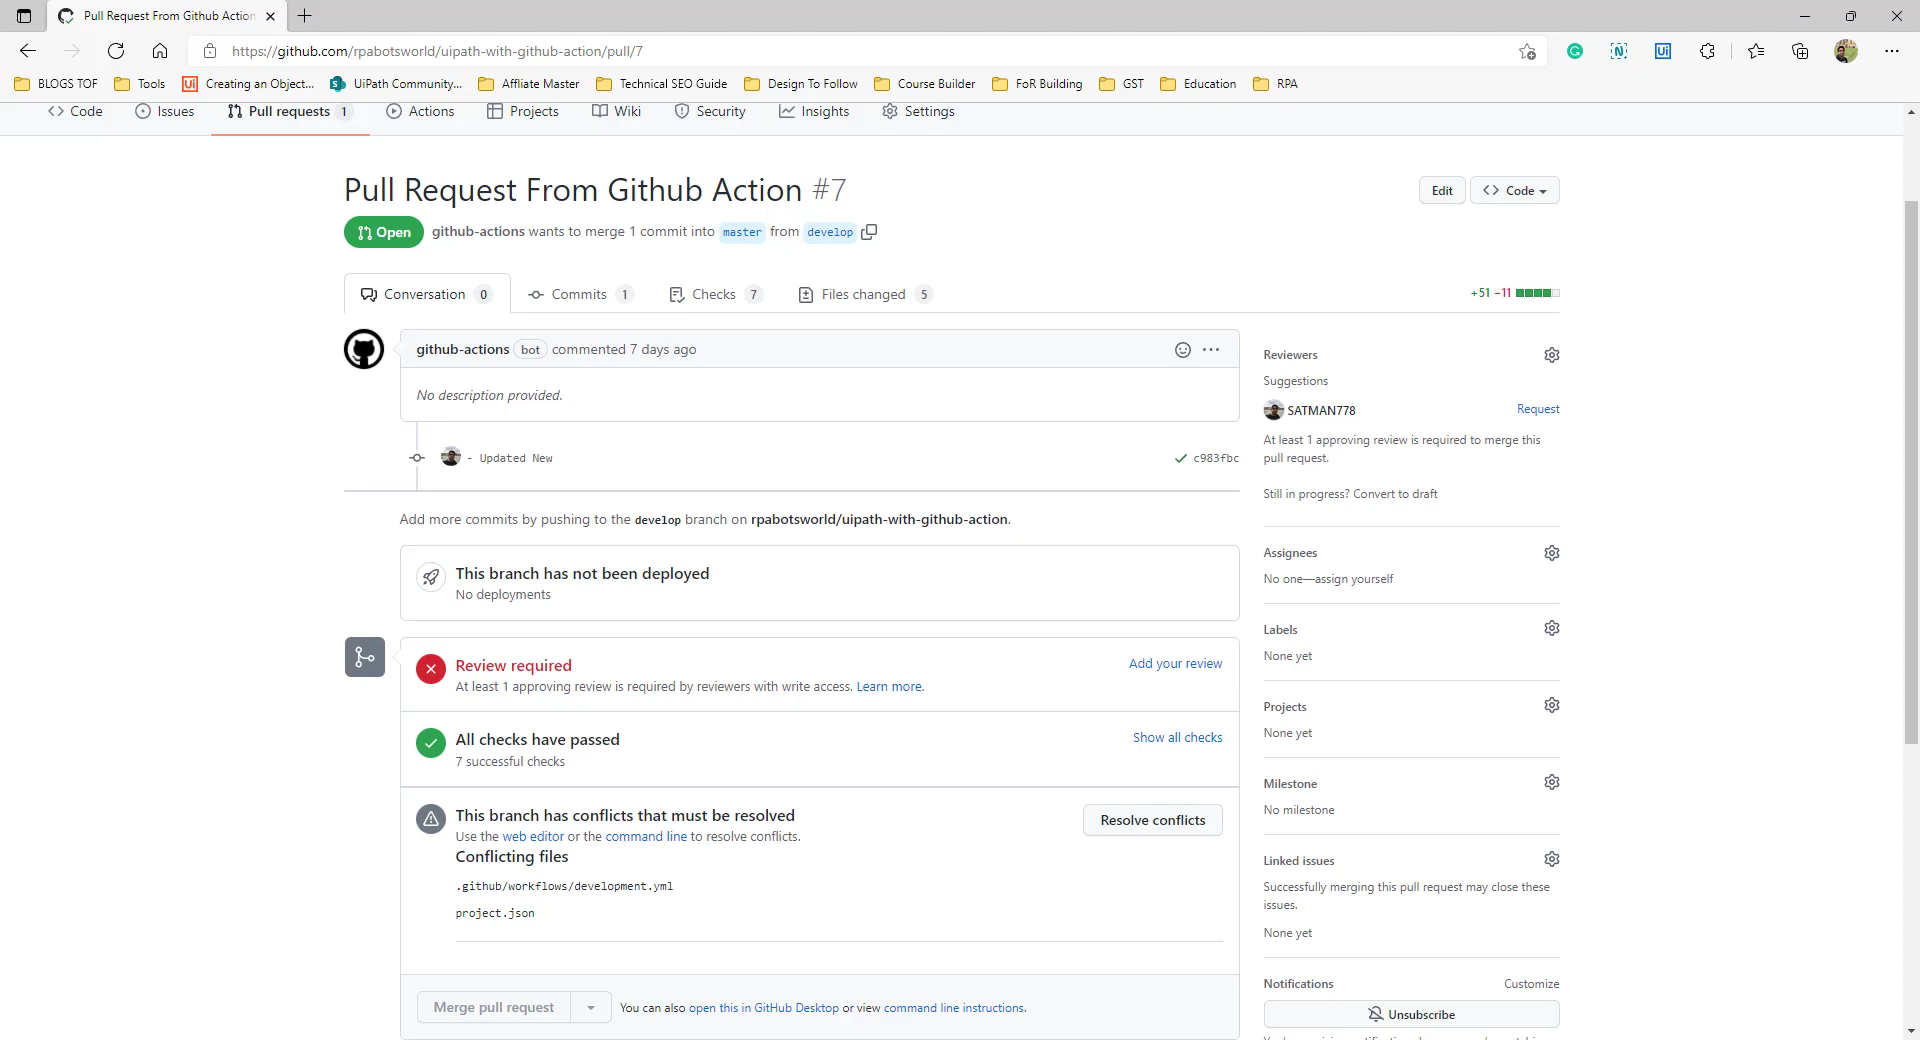 Pull Request From Github Action
https://github.com/rpabotsworld/uipath-with-github-action/pull/7
BLOGS TOF
Tools
Creating an Object...
UiPath Community...
Affliate Master
Technical SEO Guide
Design To Follow
Course Builder
FoR Building
GST
Education
RPA
Code
Issues
Pull requests 1
Actions
Projects
Wiki
Security
Insights
Settings
Pull Request From Github Action #7
Edit
Code
Open
github-actions wants to merge 1 commit into master from develop
Conversation 0
Commits 1
Checks 7
Files changed 5
+51 −11
github-actions bot commented 7 days ago
No description provided.
- Updated New
c983fbc
Add more commits by pushing to the develop branch on rpabotsworld/uipath-with-github-action.
This branch has not been deployed
No deployments
Review required
Add your review
At least 1 approving review is required by reviewers with write access. Learn more.
All checks have passed
Show all checks
7 successful checks
This branch has conflicts that must be resolved
Resolve conflicts
Use the web editor or the command line to resolve conflicts.
Conflicting files
.github/workflows/development.yml
project.json
Merge pull request
You can also open this in GitHub Desktop or view command line instructions.
Reviewers
Suggestions
SATMAN778
Request
At least 1 approving review is required to merge this
pull request.
Still in progress? Convert to draft
Assignees
No one—assign yourself
Labels
None yet
Projects
None yet
Milestone
No milestone
Linked issues
Successfully merging this pull request may close these
issues.
None yet
Notifications
Customize
Unsubscribe